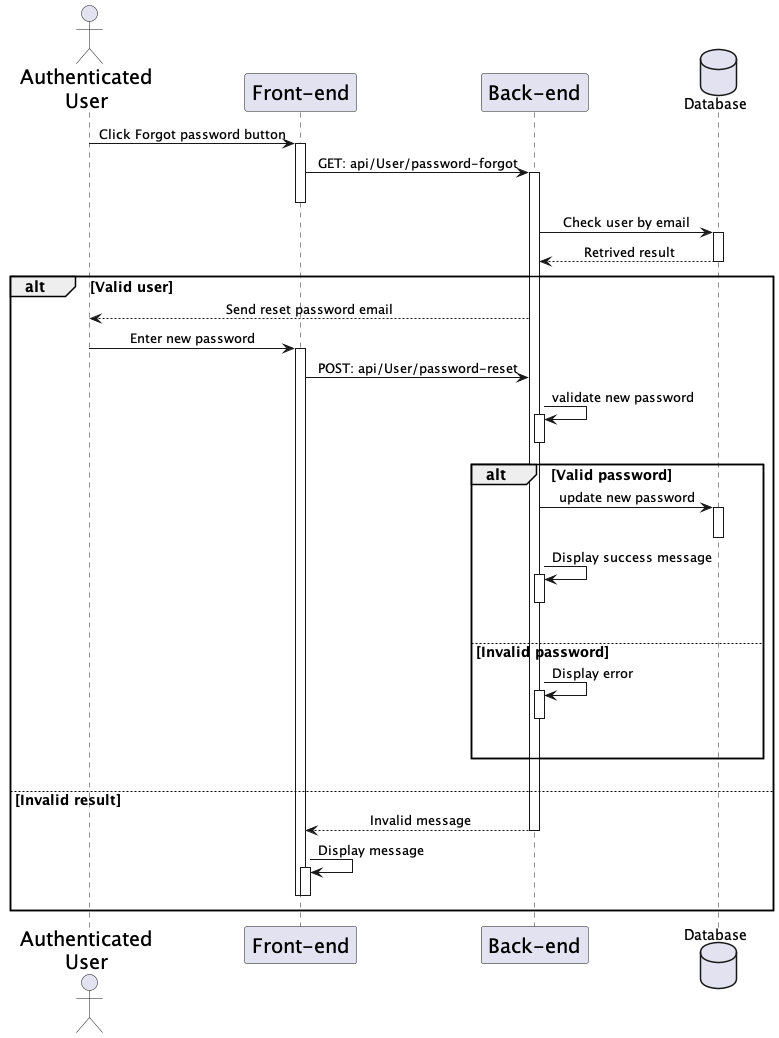 Authenticated
User
Front-end
Back-end
Database
Click Forgot password button
GET: api/User/password-forgot
Check user by email
Retrived result
alt [Valid user]
Send reset password email
Enter new password
POST: api/User/password-reset
validate new password
alt [Valid password]
update new password
Display success message
[Invalid password]
Display error
[Invalid result]
Invalid message
Display message
Authenticated
User
Front-end
Back-end
Database